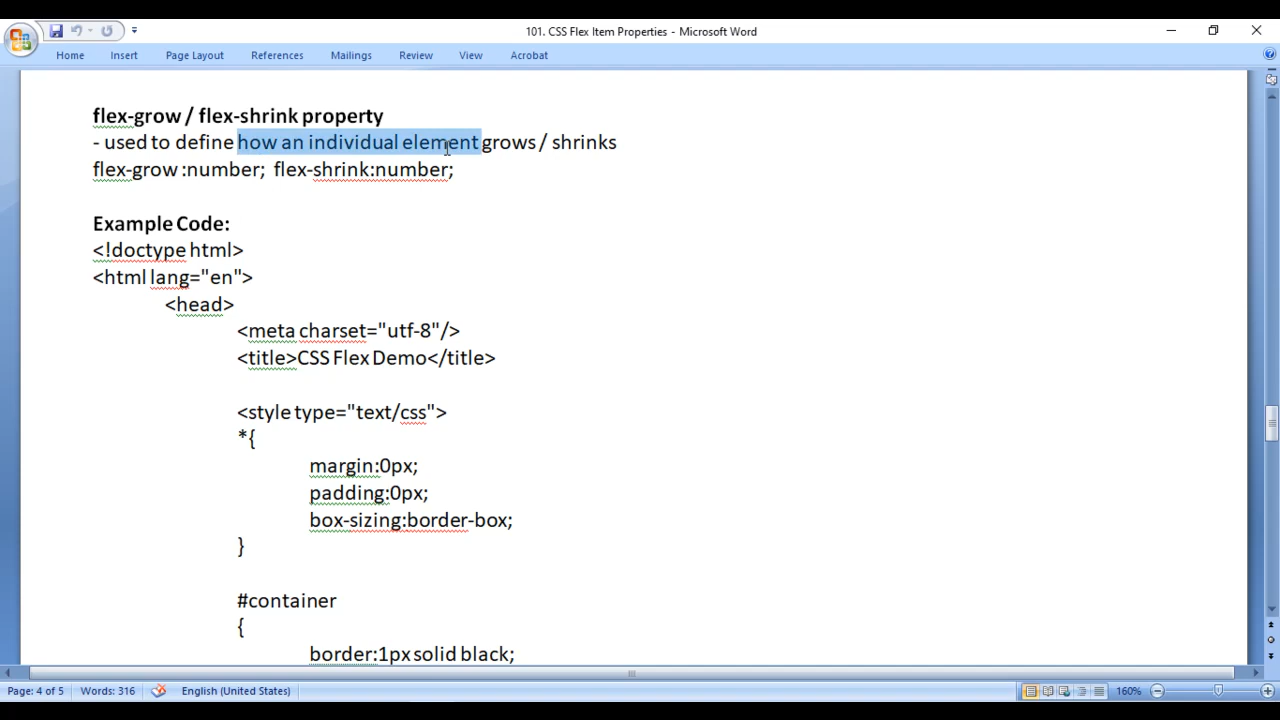 101. CSS Flex Item Properties - Microsoft Word
Home Insert Page Layout References Mailings Review View Acrobat
flex-grow / flex-shrink property
- used to define how an individual element grows / shrinks
flex-grow :number;  flex-shrink:number;
Example Code:
<!doctype html>
<html lang="en">
<head>
<meta charset="utf-8"/>
<title>CSS Flex Demo</title>
<style type="text/css">
*{
margin:0px;
padding:0px;
box-sizing:border-box;
}
#container
{
border:1px solid black;
Page: 4 of 5 Words: 316 English (United States) 160%